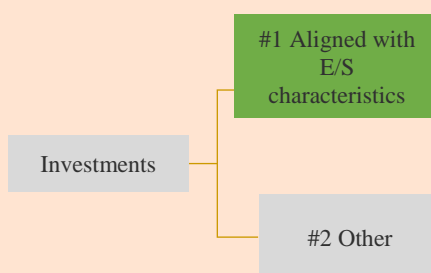 #1 Aligned with
E/S
characteristics
Investments
#2 Other